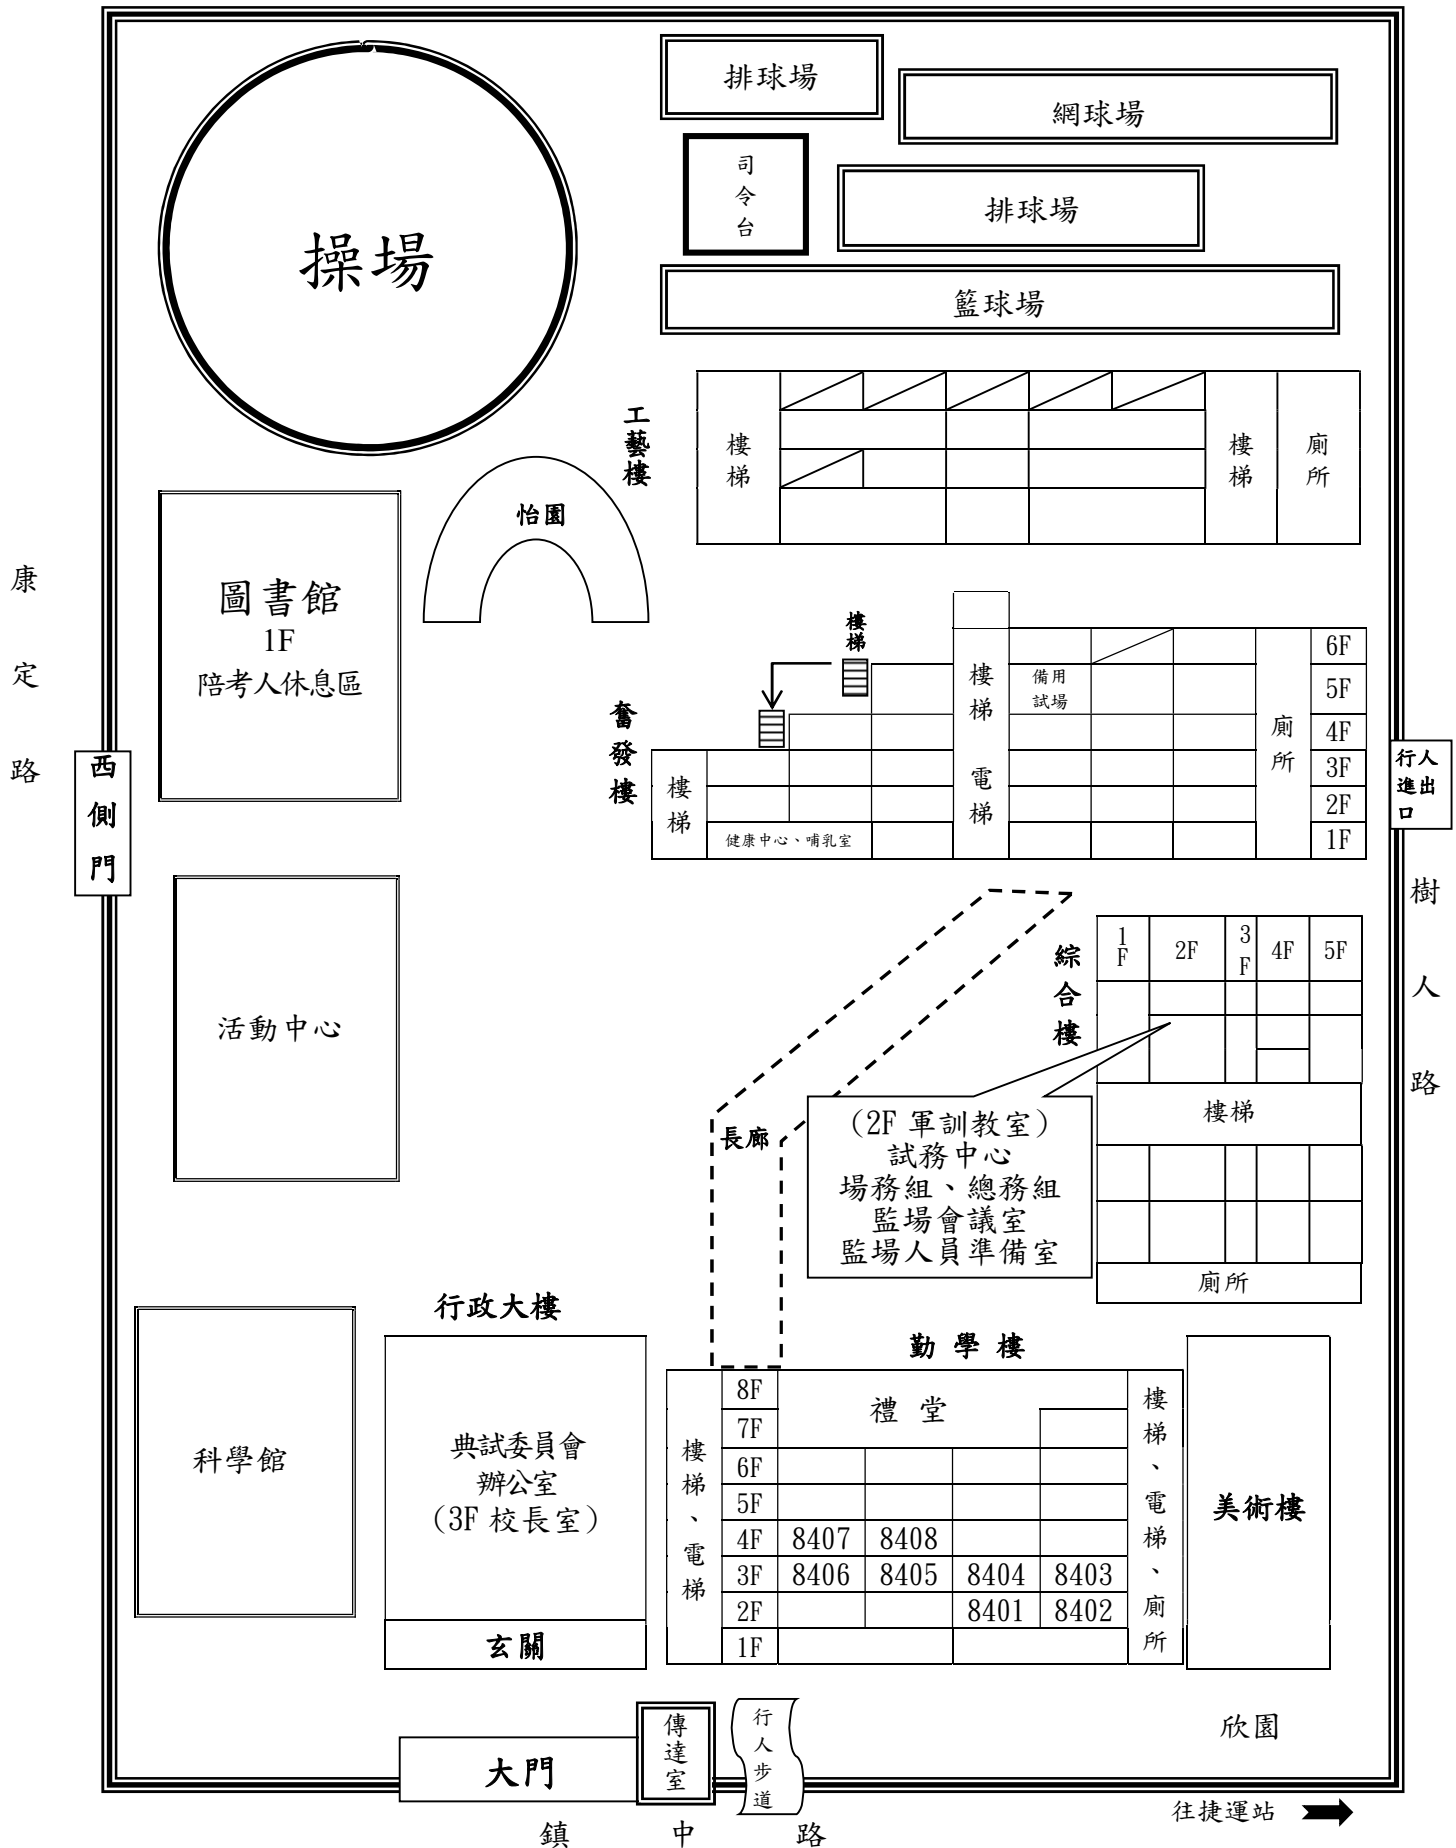 排球場
網球場
司令台
排球場
操場
籃球場
工藝樓
樓梯
樓梯
廁所
怡園
康定路
圖書館
1F
陪考人休息區
奮發樓
樓梯
樓梯
電梯
備用
試場
廁所
6F
5F
4F
3F
2F
1F
樓梯
健康中心、哺乳室
西側門
行人
進出
口
樹人路
活動中心
綜合樓
1F
2F
3F
4F
5F
樓梯
廁所
長廊
(2F 軍訓教室)
試務中心
場務組、總務組
監場會議室
監場人員準備室
行政大樓
科學館
典試委員會
辦公室
(3F 校長室)
玄關
勤學樓
樓梯、電梯
8F
禮堂
7F
6F
5F
4F 8407 8408
3F 8406 8405 8404 8403
2F 8401 8402
1F
樓梯、電梯、廁所
美術樓
欣園
大門
傳達室
行人步道
往捷運站
鎮中路